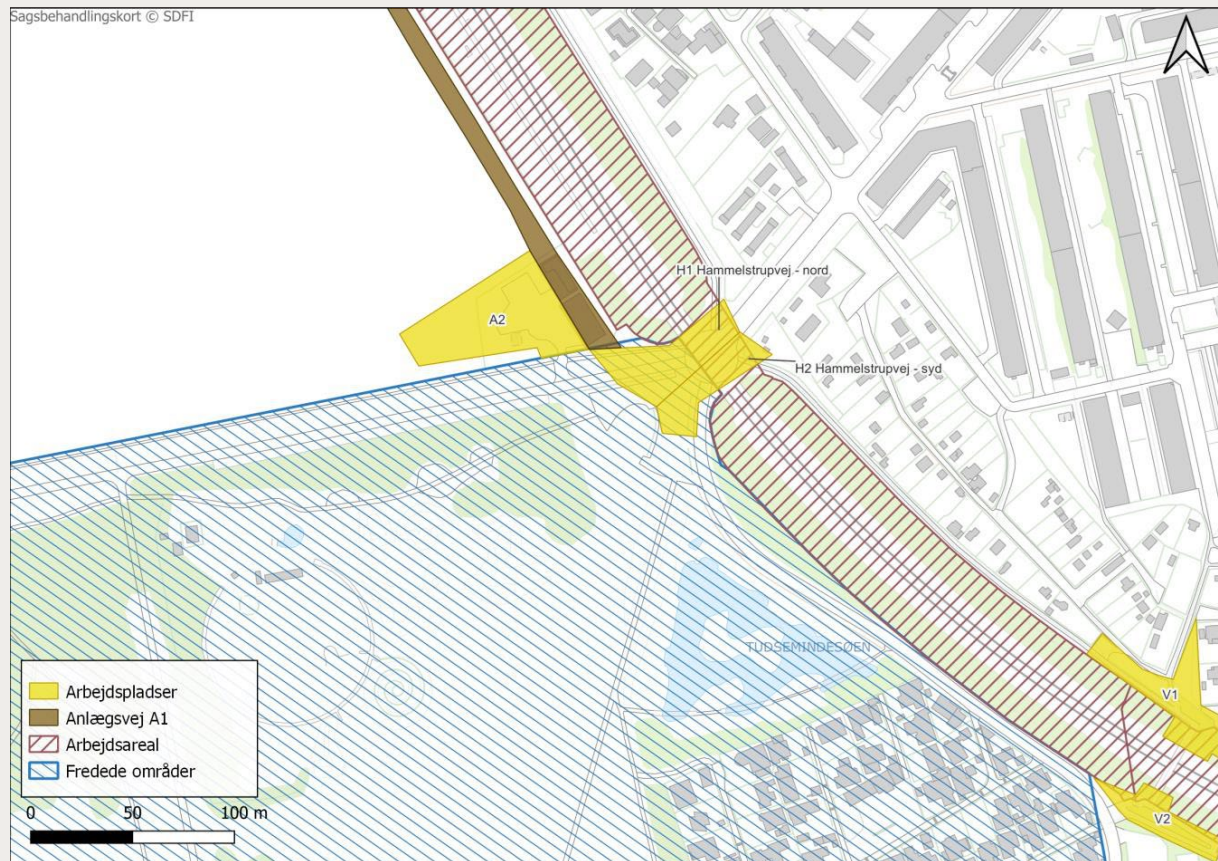 Sagsbehandlingskort © SDFI
H1 Hammelstrupvej - nord
A2
H2 Hammelstrupvej - syd
TUDSEMINDESØEN
V1
V2
Arbejdspladser
Anlægsvej A1
Arbejdsareal
Fredede områder
0 50 100 m